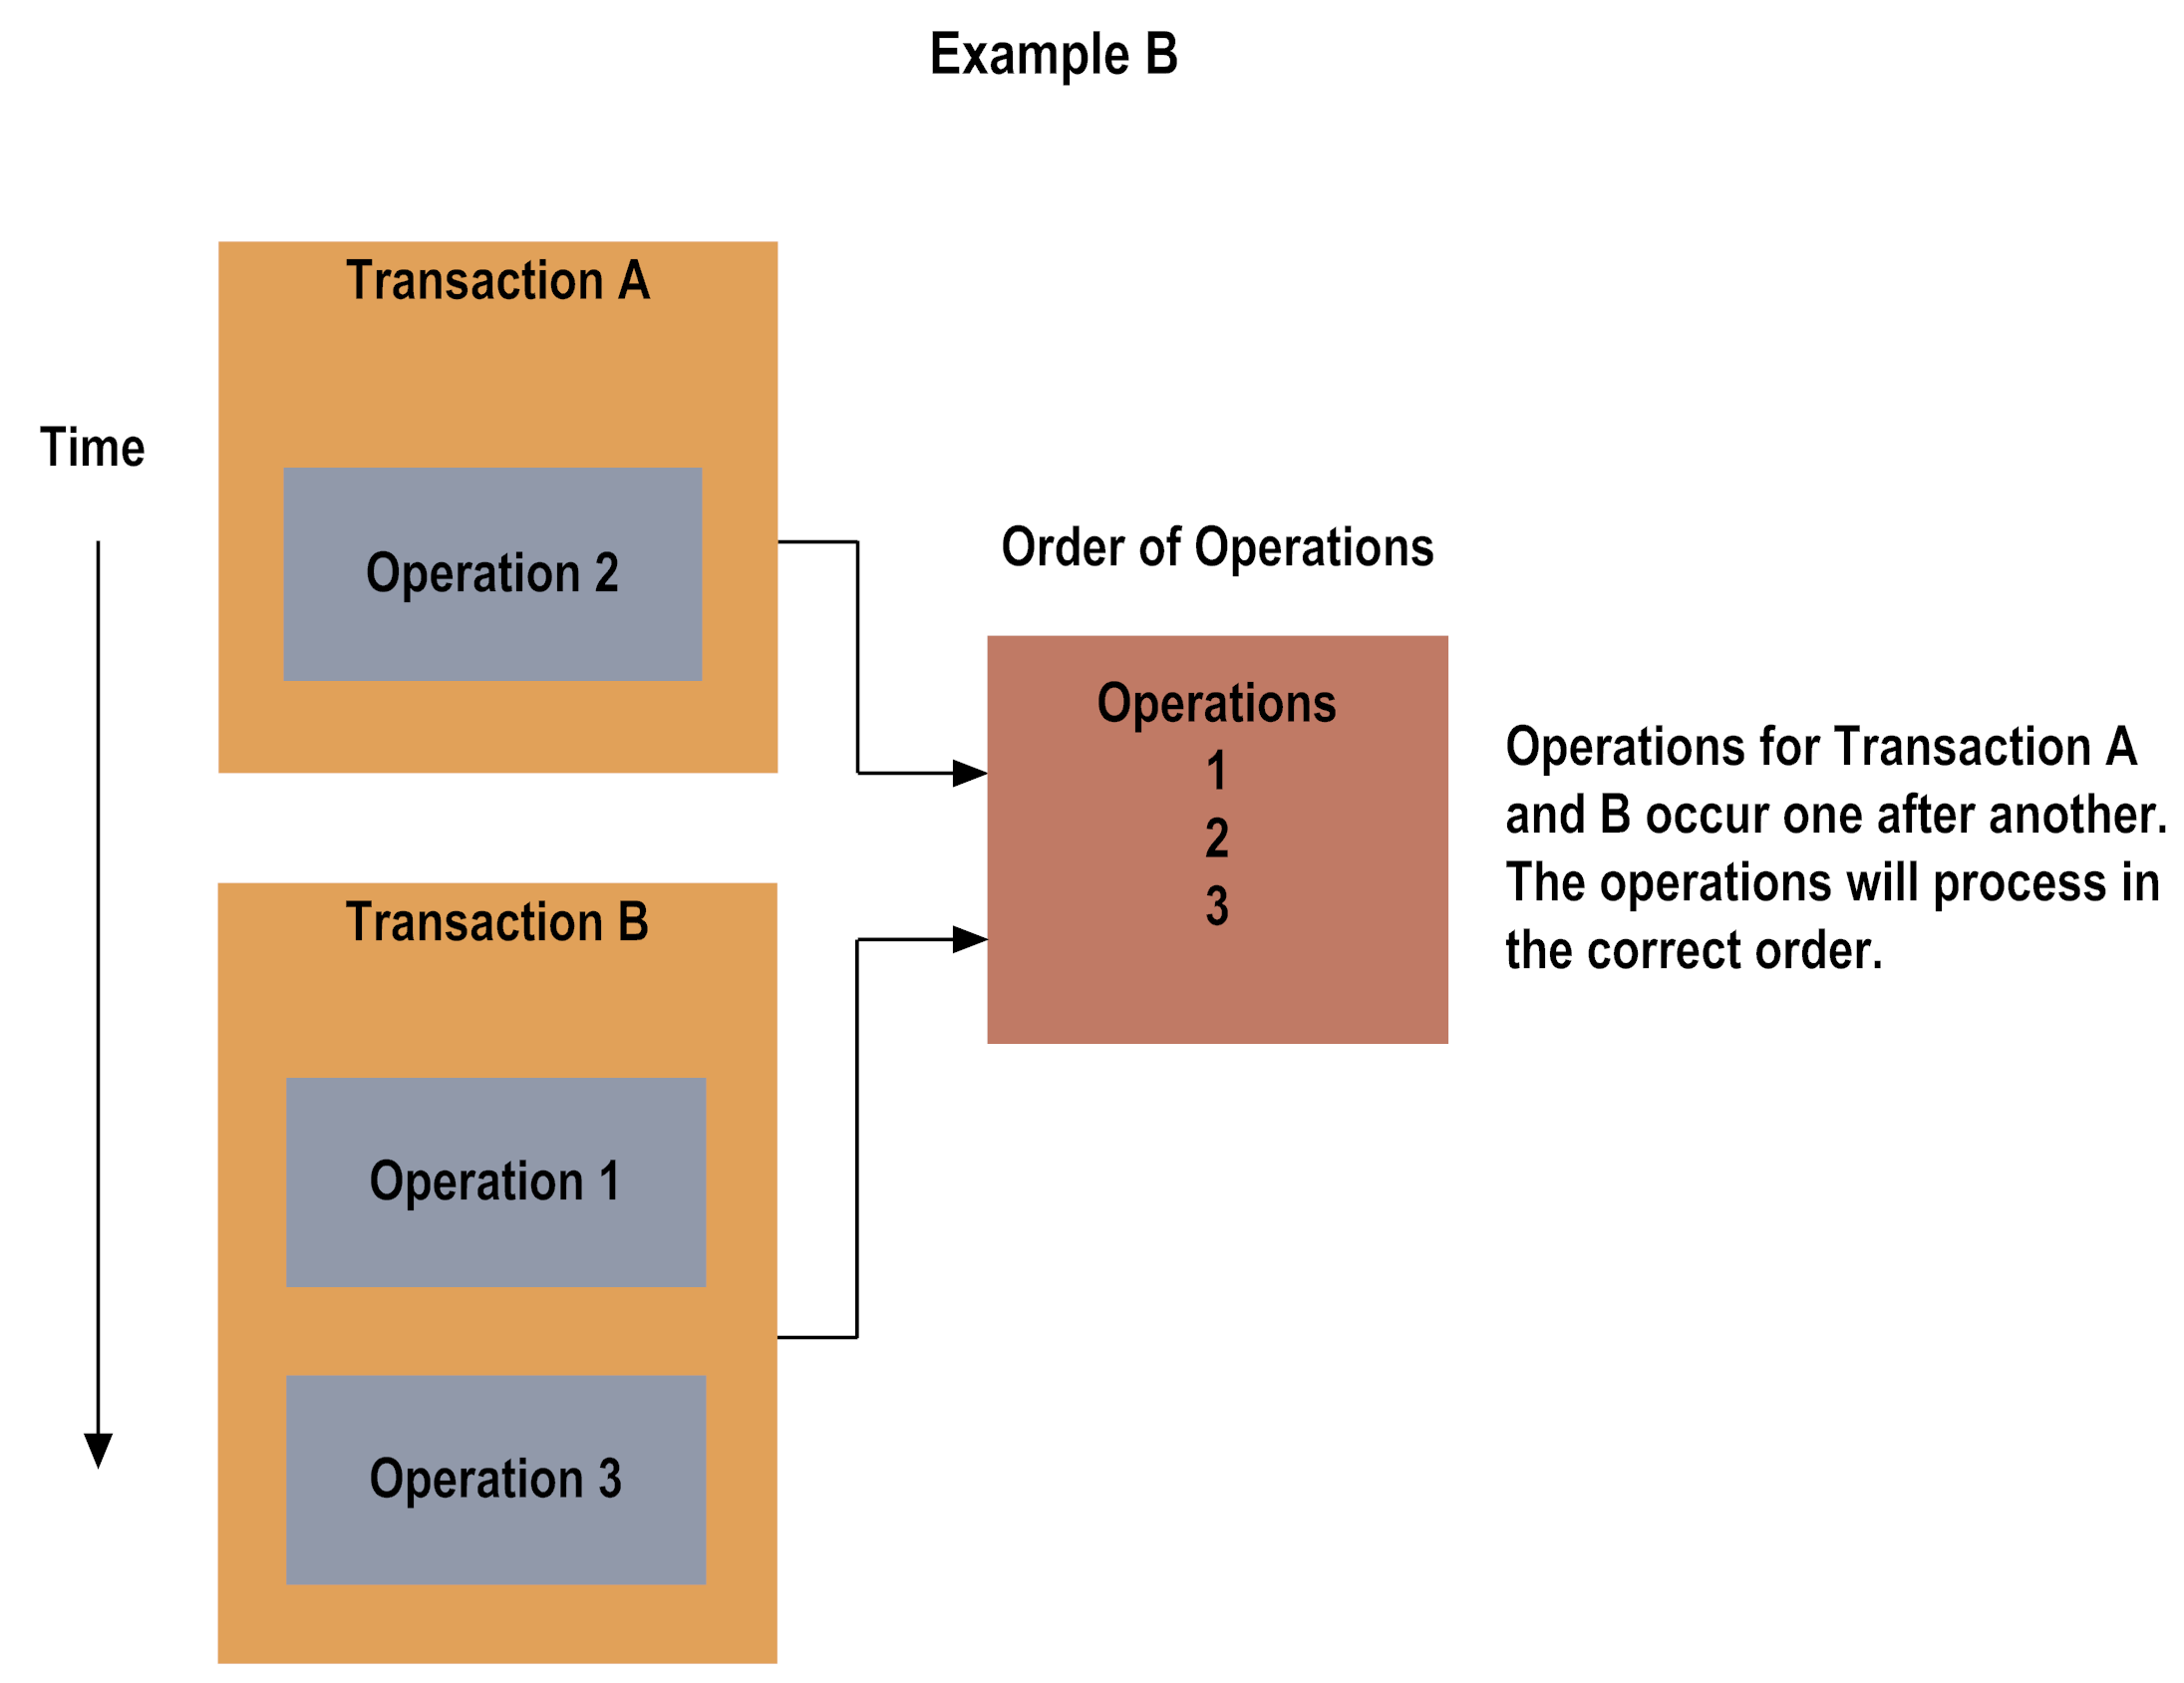 Example B
Time
Transaction A
Operation 2
Transaction B
Operation 1
Operation 3
Order of Operations
Operations
1
2
3
Operations for Transaction A
and B occur one after another.
The operations will process in
the correct order.